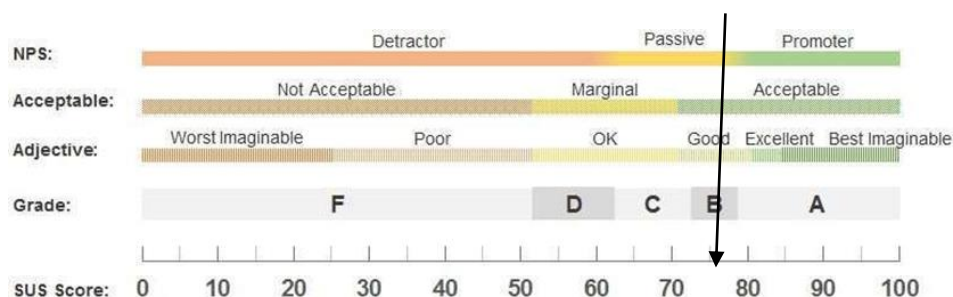 NPS: Detractor Passive Promoter
Acceptable: Not Acceptable Marginal Acceptable
Adjective: Worst Imaginable Poor OK Good Excellent Best Imaginable
Grade: F D C B A
SUS Score: 0 10 20 30 40 50 60 70 80 90 100